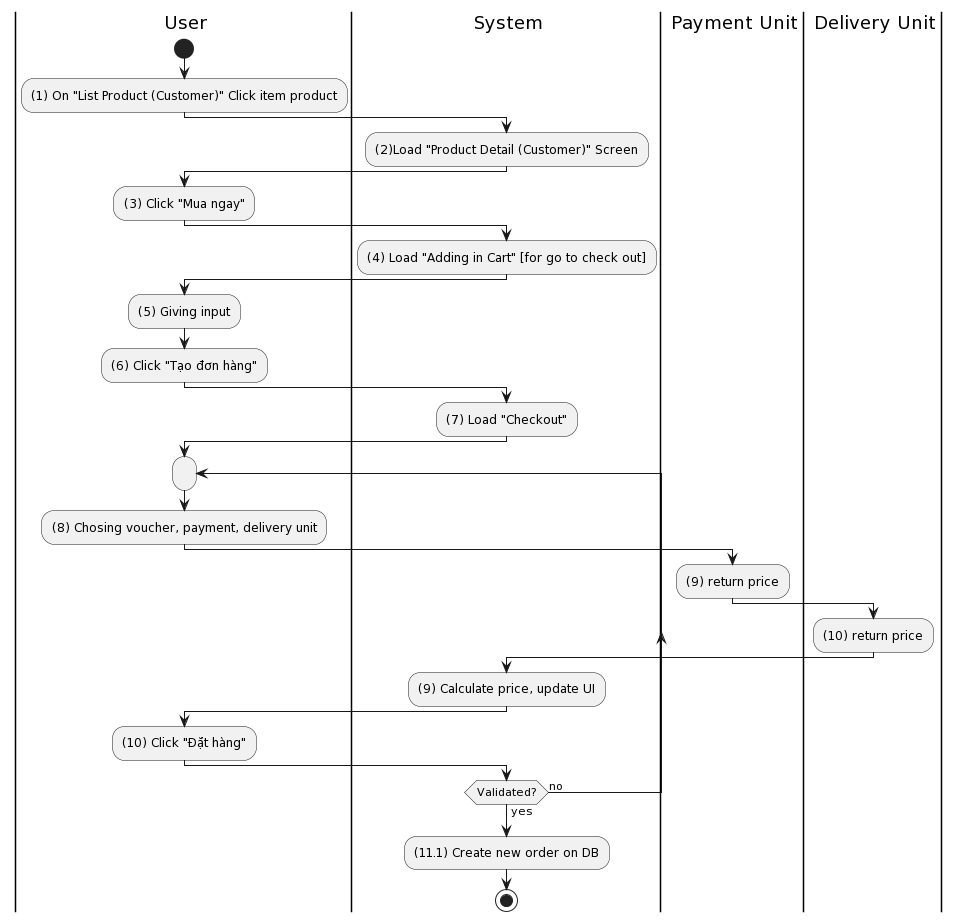 User
System
Payment Unit
Delivery Unit
(1) On "List Product (Customer)" Click item product
(2)Load "Product Detail (Customer)" Screen
(3) Click "Mua ngay"
(4) Load "Adding in Cart" [for go to check out]
(5) Giving input
(6) Click "Tạo đơn hàng"
(7) Load "Checkout"
(8) Chosing voucher, payment, delivery unit
(9) return price
(10) return price
(9) Calculate price, update UI
(10) Click "Đặt hàng"
Validated?
no
yes
(11.1) Create new order on DB